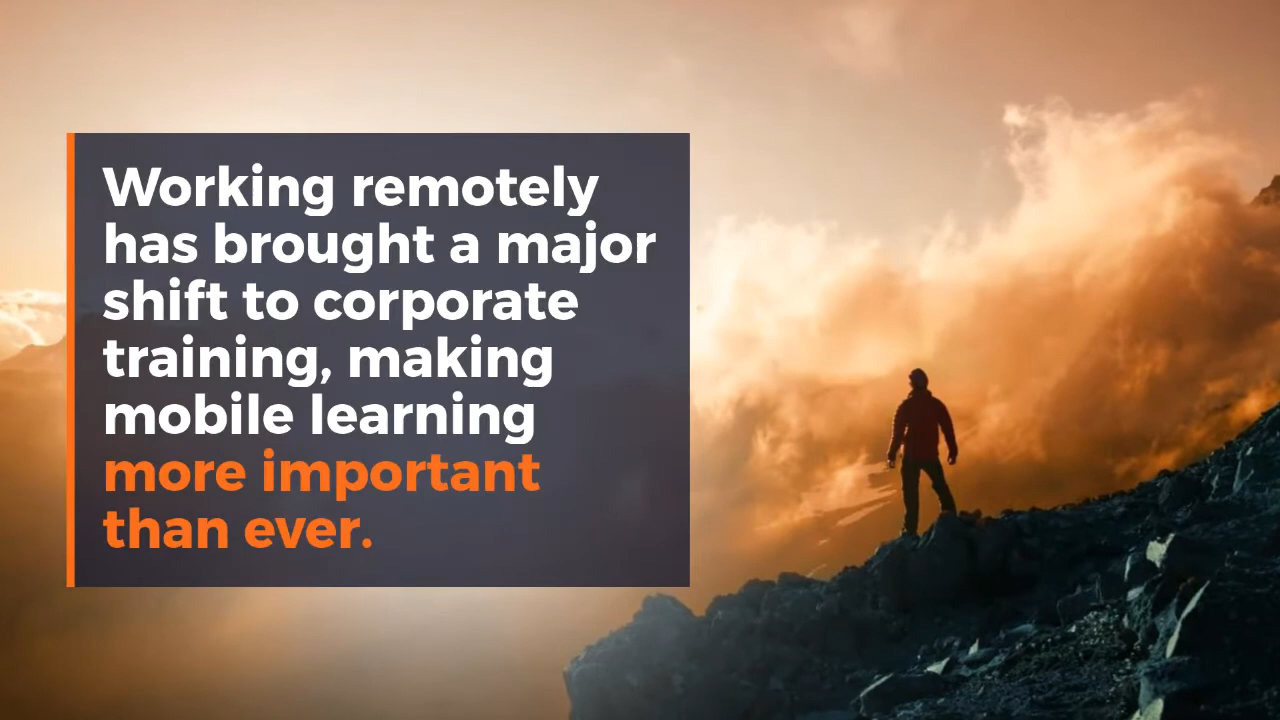 Working remotely
has brought a major
shift to corporate
training, making
mobile learning
more important
than ever.